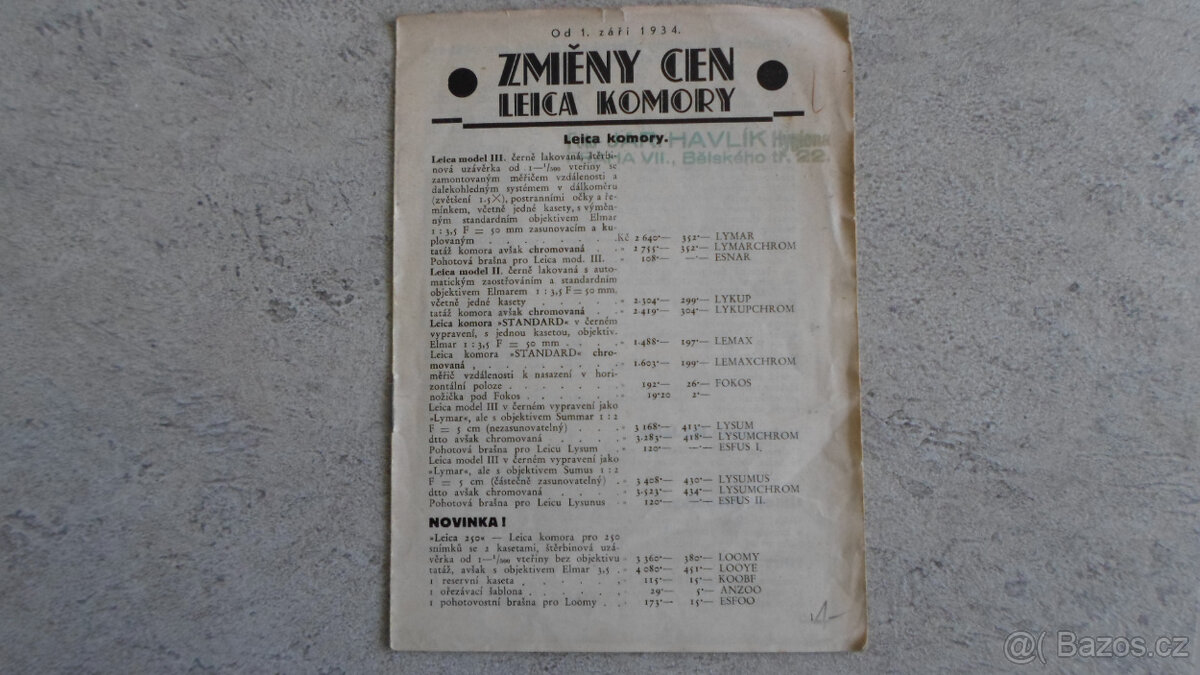 Od 1. září 1934.
ZMĚNY CEN
LEICA KOMORY
JAR. HAVLÍK
HA VII., Bělského tř. 22.
Leica komory.
Leica model III. černě lakovaná, štěrbi-
nová uzávěrka od 1—1/500 vteřiny se
zamontovaným měřičem vzdálenosti a
dalekohledným systémem v dálkoměru
(zvětšení 1.5×), postranními očky a ře-
mínkem, včetně jedné kasety, s výměn-
ným standardním objektivem Elmar
1 : 3,5 F = 50 mm zasunovacím a ku-
plovaným . . . . . . . . Kč 2 640·— 352·— LYMAR
tatáž komora avšak chromovaná . . „ 2 755·— 352·— LYMARCHROM
Pohotová brašna pro Leica mod. III. „ 108·— —·— ESNAR
Leica model II. černě lakovaná s auto-
matickým zaostřováním a standardním
objektivem Elmarem 1 : 3,5 F = 50 mm,
včetně jedné kasety . . . . . „ 2.304·— 299·— LYKUP
tatáž komora avšak chromovaná . . „ 2.419·— 304·— LYKUPCHROM
Leica komora »STANDARD« v černém
vypravení, s jednou kasetou, objektiv.
Elmar 1 : 3,5 F = 50 mm . . . . „ 1.488·— 197·— LEMAX
Leica komora »STANDARD« chro-
movaná , . . . . . . . „ 1.603·— 199·— LEMAXCHROM
měřič vzdálenosti k nasazení v hori-
zontální poloze . . . . . . . „ 192·— 26·— FOKOS
nožička pod Fokos . . . . . . „ 19·20 2·—
Leica model III v černém vypravení jako
»Lymar«, ale s objektivem Summar 1 : 2
F = 5 cm (nezasunovatelný) . . . „ 3 168·— 413·— LYSUM
dtto avšak chromovaná . . . . „ 3.283·— 418·— LYSUMCHROM
Pohotová brašna pro Leicu Lysum . „ 120·— —·— ESFUS I.
Leica model III v černém vypravení jako
»Lymar«, ale s objektivem Sumus 1 : 2
F = 5 cm (částečně zasunovatelný) . „ 3 408·— 430·— LYSUMUS
dtto avšak chromovaná . . . . „ 3.523·— 434·— LYSUMCHROM
Pohotová brašna pro Leicu Lysunus . „ 120·— —·— ESFUS II.
NOVINKA!
»Leica 250« — Leica komora pro 250
snímků se 2 kasetami, štěrbinová uzá-
věrka od 1—1/500 vteřiny bez objektivu „ 3 360·— 380·— LOOMY
tatáž, avšak s objektivem Elmar 3,5 . „ 4 080·— 451·— LOOYE
1 reservní kaseta . . . . . . „ 115·— 15·— KOOBF
1 ořezávací šablona . . . . . „ 29·— 5·— ANZOO
1 pohotovostní brašna pro Loomy . . „ 173·— 15·— ESFOO
@ Bazos.cz